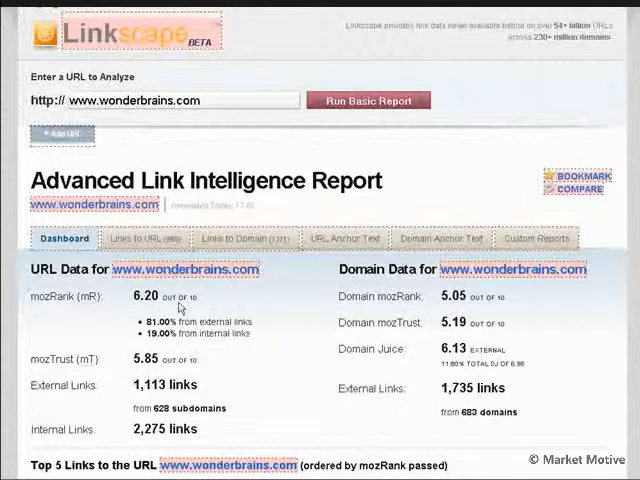 Linkscape BETA
Linkscape provides link data never available before on over 54+ billion URLs
across 230+ million domains.
Enter a URL to Analyze
http:// www.wonderbrains.com Run Basic Report
+ Add URL
Advanced Link Intelligence Report
BOOKMARK
COMPARE
www.wonderbrains.com
Dashboard Links to URL Links to Domain URL Anchor Text Domain Anchor Text Custom Reports
URL Data for www.wonderbrains.com Domain Data for www.wonderbrains.com
mozRank (mR): 6.20 OUT OF 10 Domain mozRank: 5.05 OUT OF 10
• 81.00% from external links Domain mozTrust: 5.19 OUT OF 10
• 19.00% from internal links
Domain Juice: 6.13 EXTERNAL
mozTrust (mT): 5.85 OUT OF 10
External Links: 1,113 links External Links: 1,735 links
from 628 subdomains from 683 domains
Internal Links: 2,275 links
Top 5 Links to the URL www.wonderbrains.com (ordered by mozRank passed)
© Market Motive